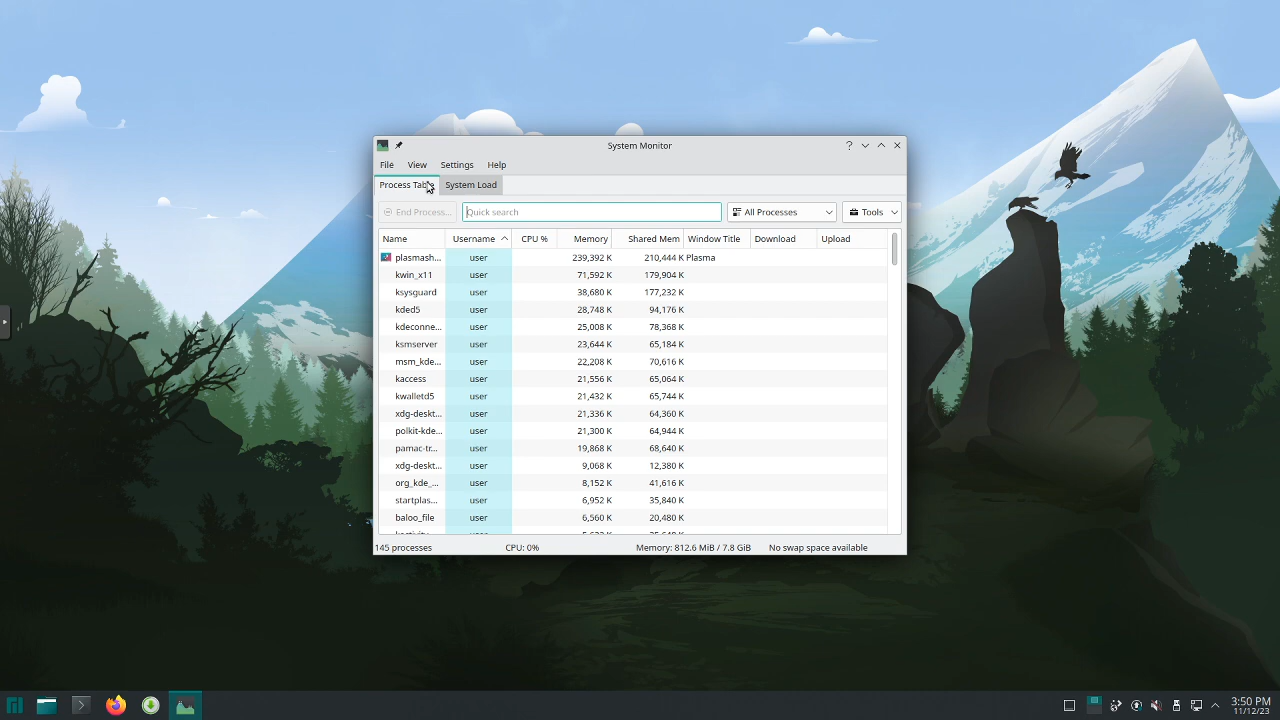 System Monitor
File View Settings Help
Process Table System Load
End Process... Quick search All Processes Tools
Name Username CPU % Memory Shared Mem Window Title Download Upload
plasmash... user 239,392 K 210,444 K Plasma
kwin_x11 user 71,592 K 179,904 K
ksysguard user 38,680 K 177,232 K
kded5 user 28,748 K 94,176 K
kdeconne... user 25,008 K 78,368 K
ksmserver user 23,644 K 65,184 K
msm_kde... user 22,208 K 70,616 K
kaccess user 21,556 K 65,064 K
kwalletd5 user 21,432 K 65,744 K
xdg-deskt... user 21,336 K 64,360 K
polkit-kde... user 21,300 K 64,944 K
pamac-tr... user 19,868 K 68,640 K
xdg-deskt... user 9,068 K 12,380 K
org_kde_... user 8,152 K 41,616 K
startplas... user 6,952 K 35,840 K
baloo_file user 6,560 K 20,480 K
145 processes CPU: 0% Memory: 812.6 MiB / 7.8 GiB No swap space available
3:50 PM
11/12/23